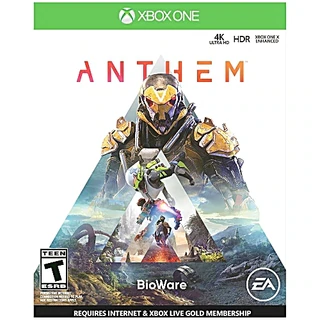 XBOX ONE
4K
ULTRA HD
HDR
XBOX ONE X
ENHANCED
ANTHEM
TEEN
T
ESRB
BioWare
EA
REQUIRES INTERNET & XBOX LIVE GOLD MEMBERSHIP